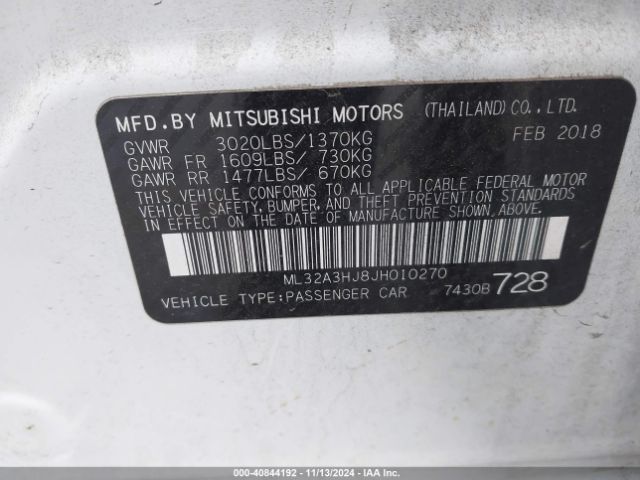 MFD.BY MITSUBISHI MOTORS (THAILAND)CO.,LTD.
GVWR 3020LBS/1370KG FEB 2018
GAWR FR 1609LBS/ 730KG
GAWR RR 1477LBS/ 670KG
THIS VEHICLE CONFORMS TO ALL APPLICABLE FEDERAL MOTOR
VEHICLE SAFETY, BUMPER, AND THEFT PREVENTION STANDARDS
IN EFFECT ON THE DATE OF MANUFACTURE SHOWN ABOVE.
ML32A3HJ8JH010270
VEHICLE TYPE:PASSENGER CAR 7430B 728
© STOCK #: 40844192 - 11/13/2024 - IAA Inc.